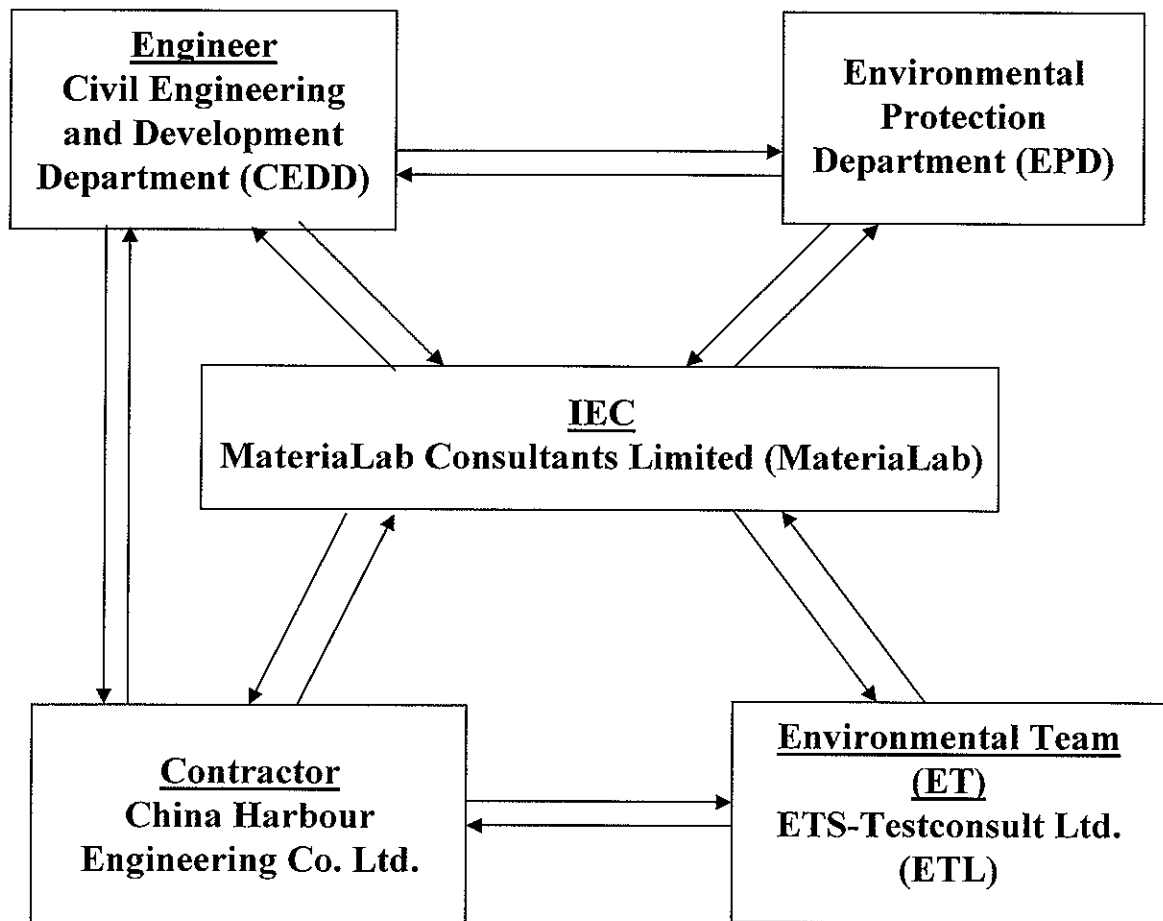 Engineer
Civil Engineering
and Development
Department (CEDD)
Environmental
Protection
Department (EPD)
IEC
MateriaLab Consultants Limited (MateriaLab)
Contractor
China Harbour
Engineering Co. Ltd.
Environmental Team
(ET)
ETS-Testconsult Ltd.
(ETL)